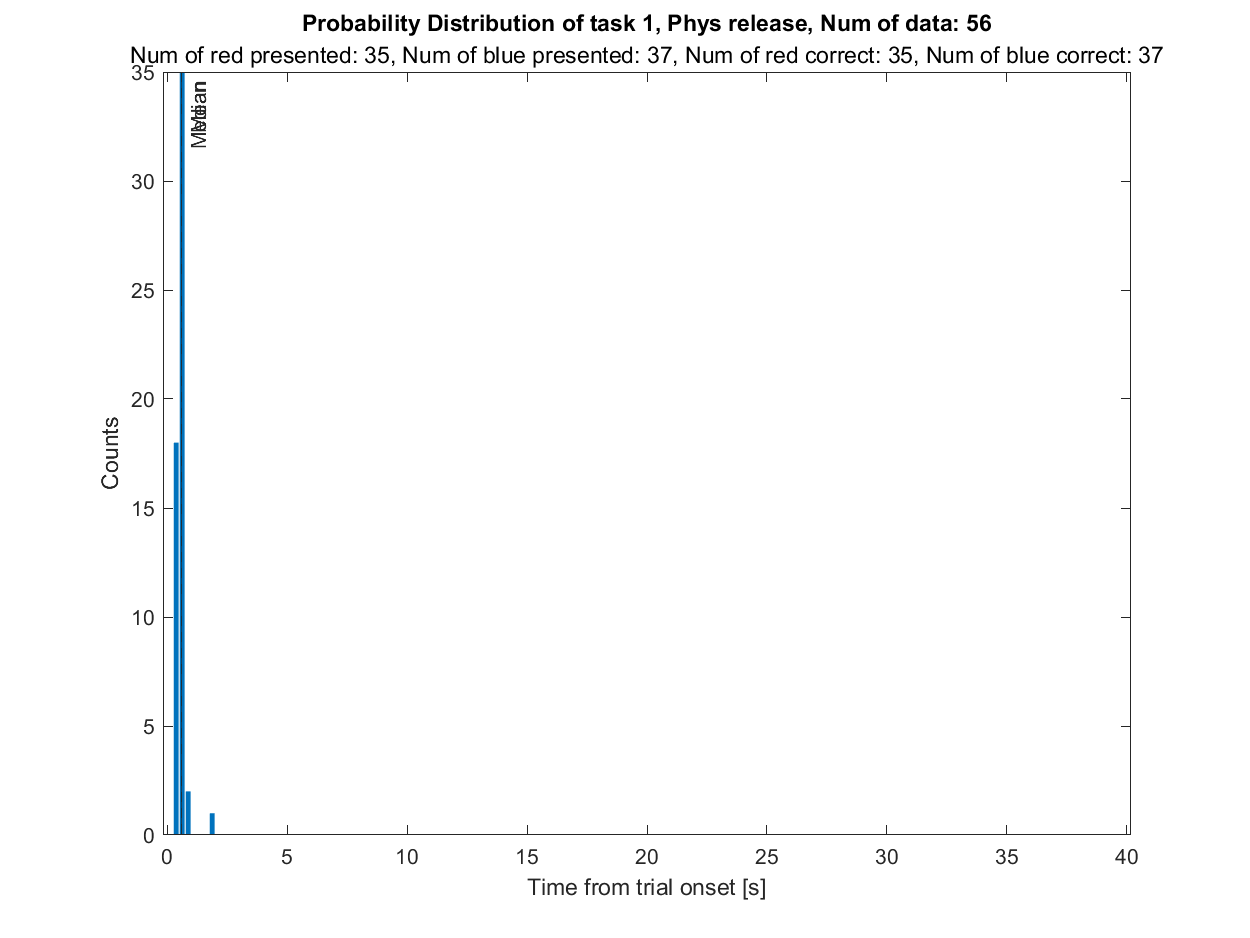 Probability Distribution of task 1, Phys release, Num of data: 56
Num of red presented: 35, Num of blue presented: 37, Num of red correct: 35, Num of blue correct: 37
35
30
25
20
15
10
5
0
Median
Mean
Counts
0 5 10 15 20 25 30 35 40
Time from trial onset [s]